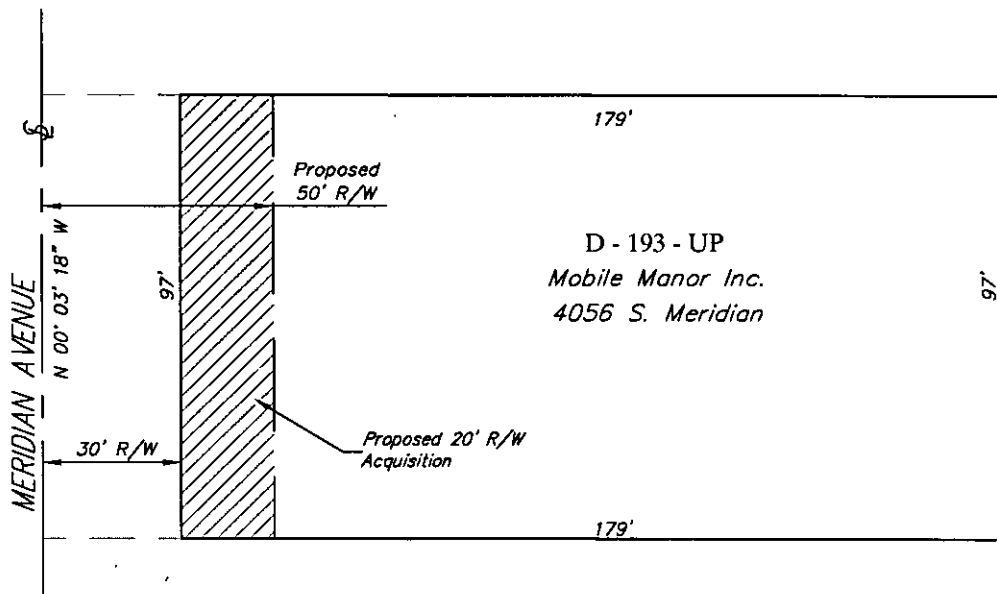 179'
Proposed
50' R/W
MERIDIAN AVENUE
N 00° 03' 18" W
97'
D - 193 - UP
Mobile Manor Inc.
4056 S. Meridian
97'
30' R/W
Proposed 20' R/W
Acquisition
179'